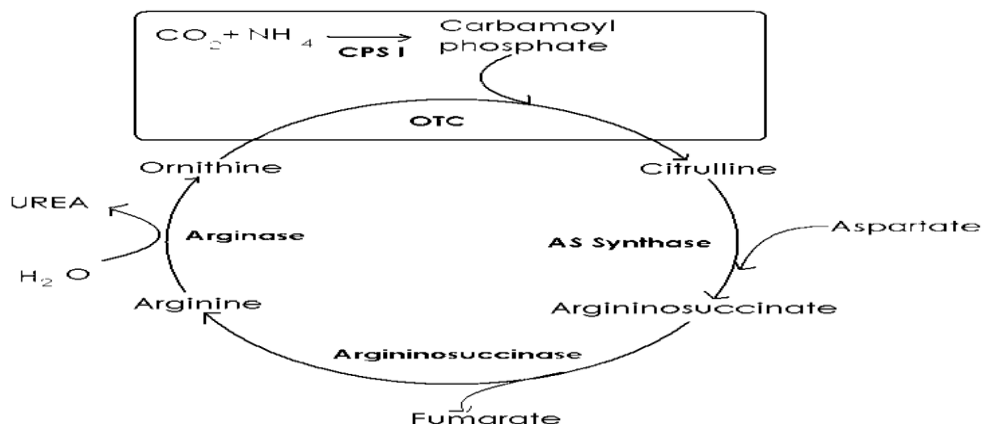 CO₂ + NH₄
CPS I
Carbamoyl
phosphate
OTC
Ornithine
Citrulline
UREA
Arginase
AS Synthase
Aspartate
H₂O
Arginine
Argininosuccinate
Argininosuccinase
Fumarate